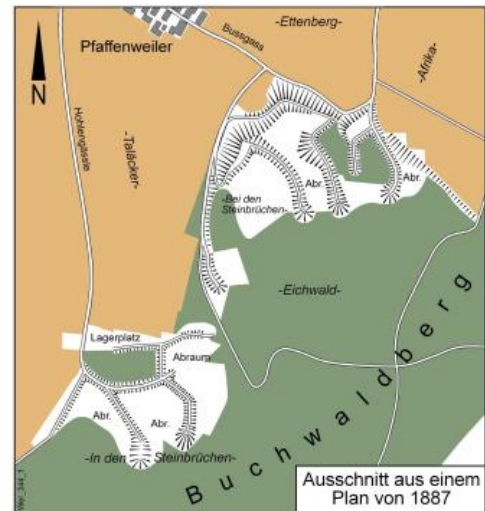 -Ettenberg-
Pfaffenweiler
Bussgass
-Afrika-
N
Hohlengässle
-Taläcker-
Abr.
Abr.
Abr.
-Bei den
Steinbrüchen-
-Eichwald-
Buchwaldberg
Lagerplatz
Abraum
Abr.
Abr.
-In den Steinbrüchen-
Ausschnitt aus einem
Plan von 1887